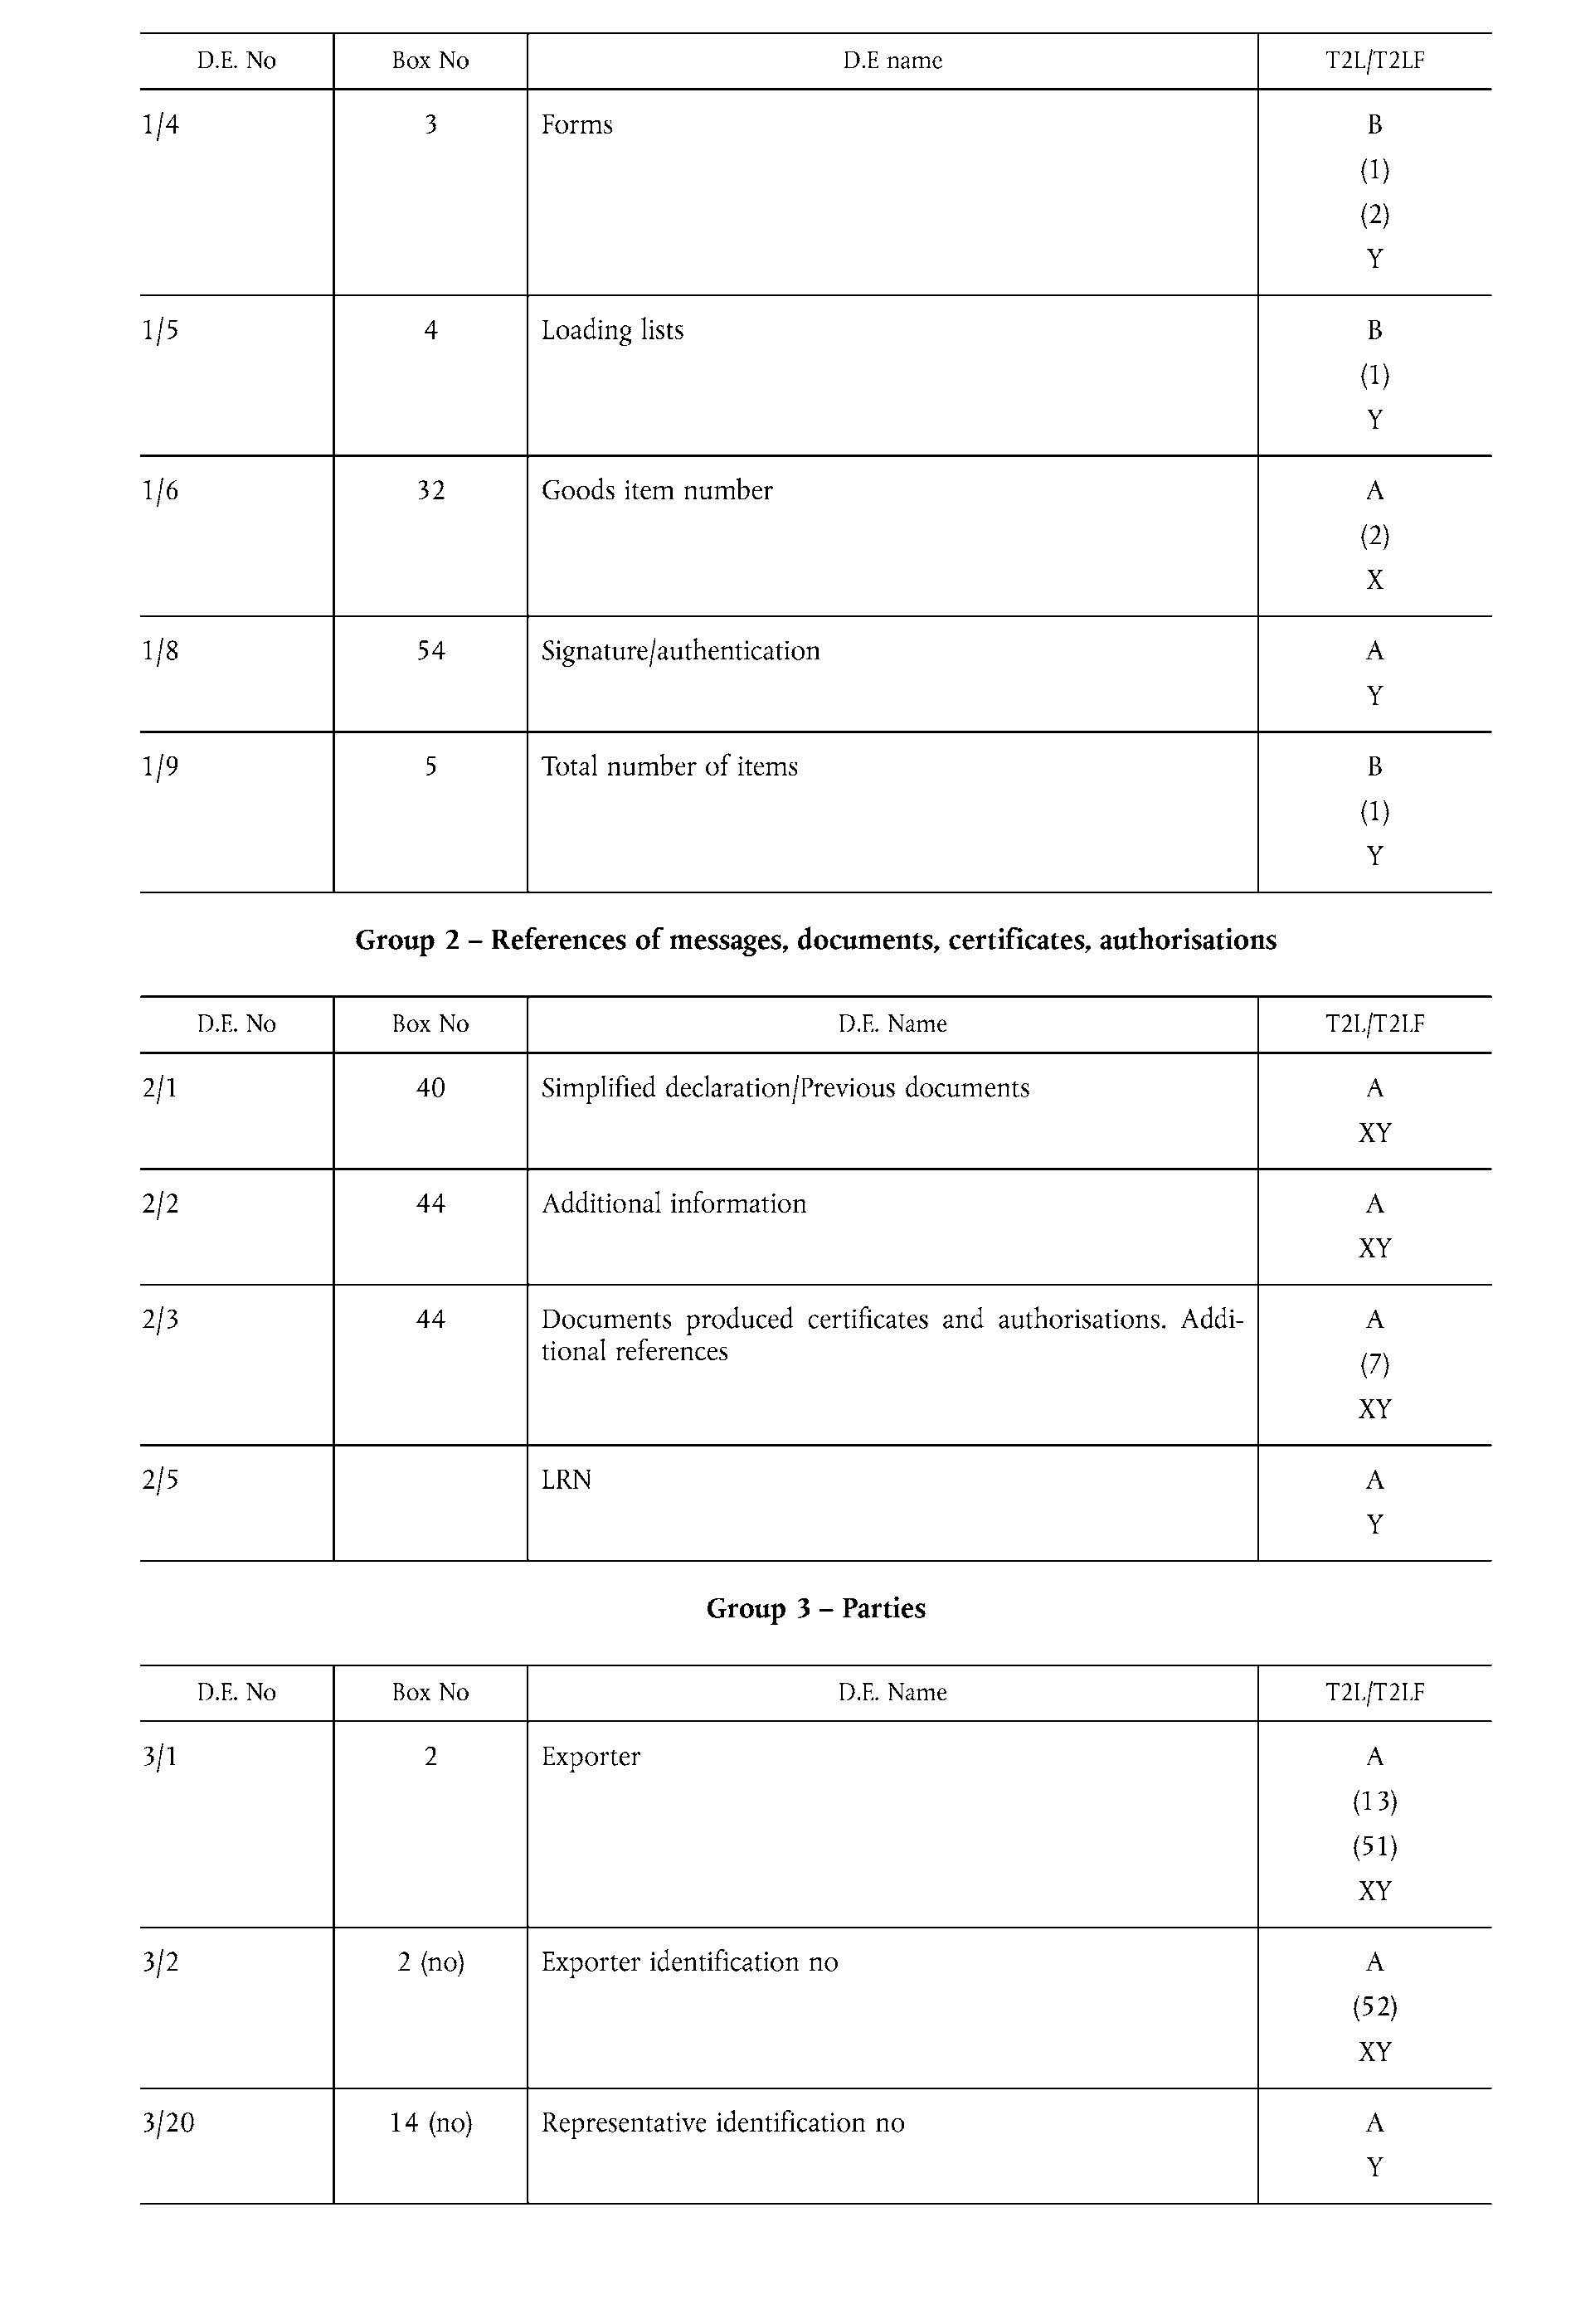 D.E. No Box No D.E name T2L/T2LF
1/4 3 Forms B
(1)
(2)
Y
1/5 4 Loading lists B
(1)
Y
1/6 32 Goods item number A
(2)
X
1/8 54 Signature/authentication A
Y
1/9 5 Total number of items B
(1)
Y
Group 2 – References of messages, documents, certificates, authorisations
D.E. No Box No D.E. Name T2L/T2LF
2/1 40 Simplified declaration/Previous documents A
XY
2/2 44 Additional information A
XY
2/3 44 Documents produced certificates and authorisations. Addi- A
tional references
(7)
XY
2/5 LRN A
Y
Group 3 – Parties
D.E. No Box No D.E. Name T2L/T2LF
3/1 2 Exporter A
(13)
(51)
XY
3/2 2 (no) Exporter identification no A
(52)
XY
3/20 14 (no) Representative identification no A
Y